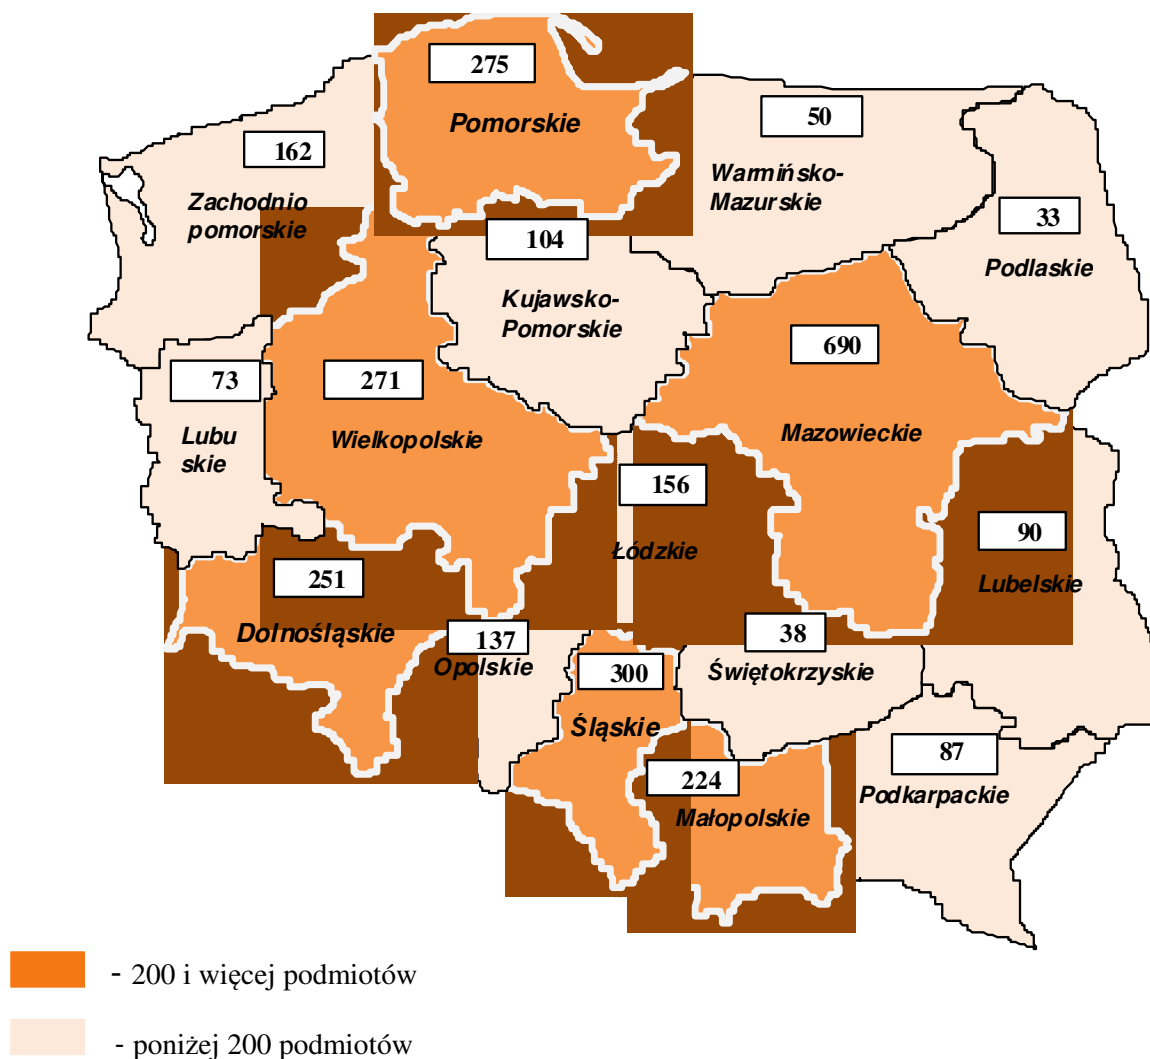 275
Pomorskie
50
Warmińsko-
Mazurskie
162
Zachodnio
pomorskie
33
Podlaskie
104
Kujawsko-
Pomorskie
690
Mazowieckie
73
Lubu
skie
271
Wielkopolskie
156
Łódzkie
90
Lubelskie
251
Dolnośląskie
137
Opolskie
38
Świętokrzyskie
300
Śląskie
224
Małopolskie
87
Podkarpackie
- 200 i więcej podmiotów
- poniżej 200 podmiotów